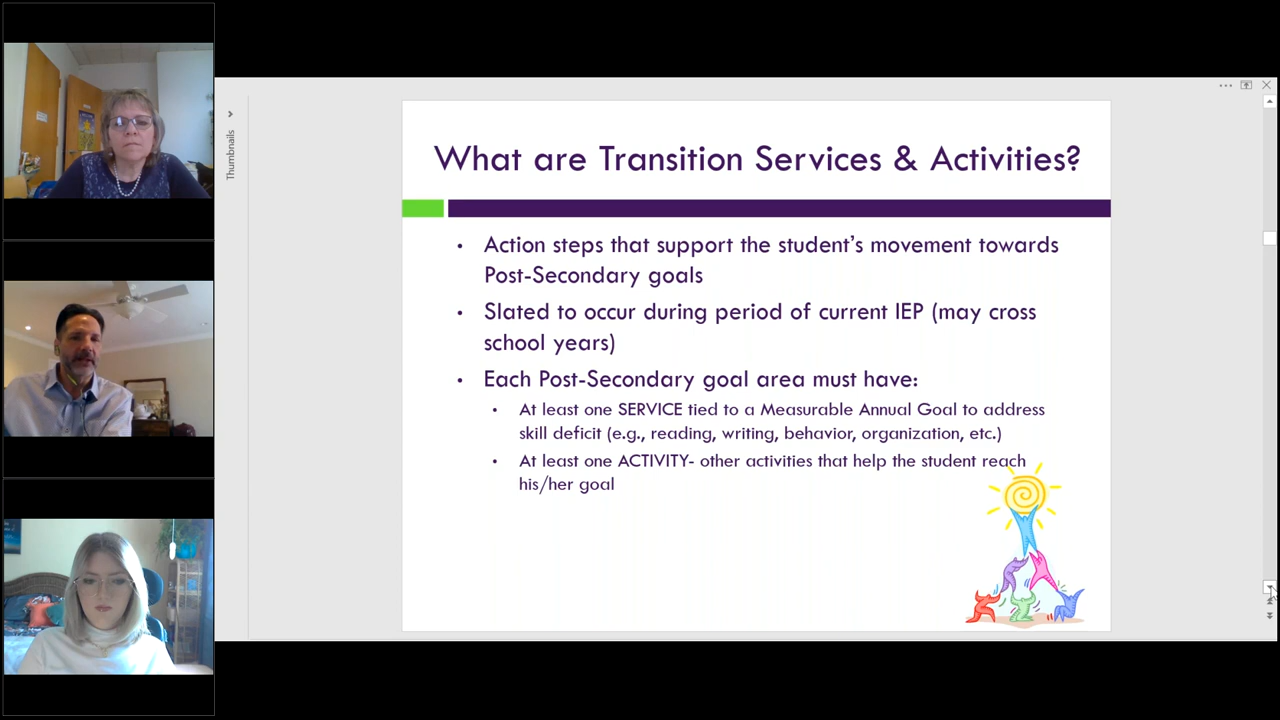 Thumbnails
What are Transition Services & Activities?
• Action steps that support the student's movement towards
Post-Secondary goals
• Slated to occur during period of current IEP (may cross
school years)
• Each Post-Secondary goal area must have:
• At least one SERVICE tied to a Measurable Annual Goal to address
skill deficit (e.g., reading, writing, behavior, organization, etc.)
• At least one ACTIVITY- other activities that help the student reach
his/her goal